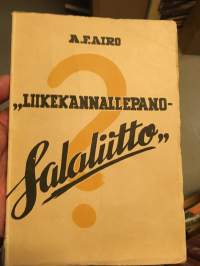 A.F. AIRO
?
„LIIKEKANNALLEPANO-
Salaliitto„